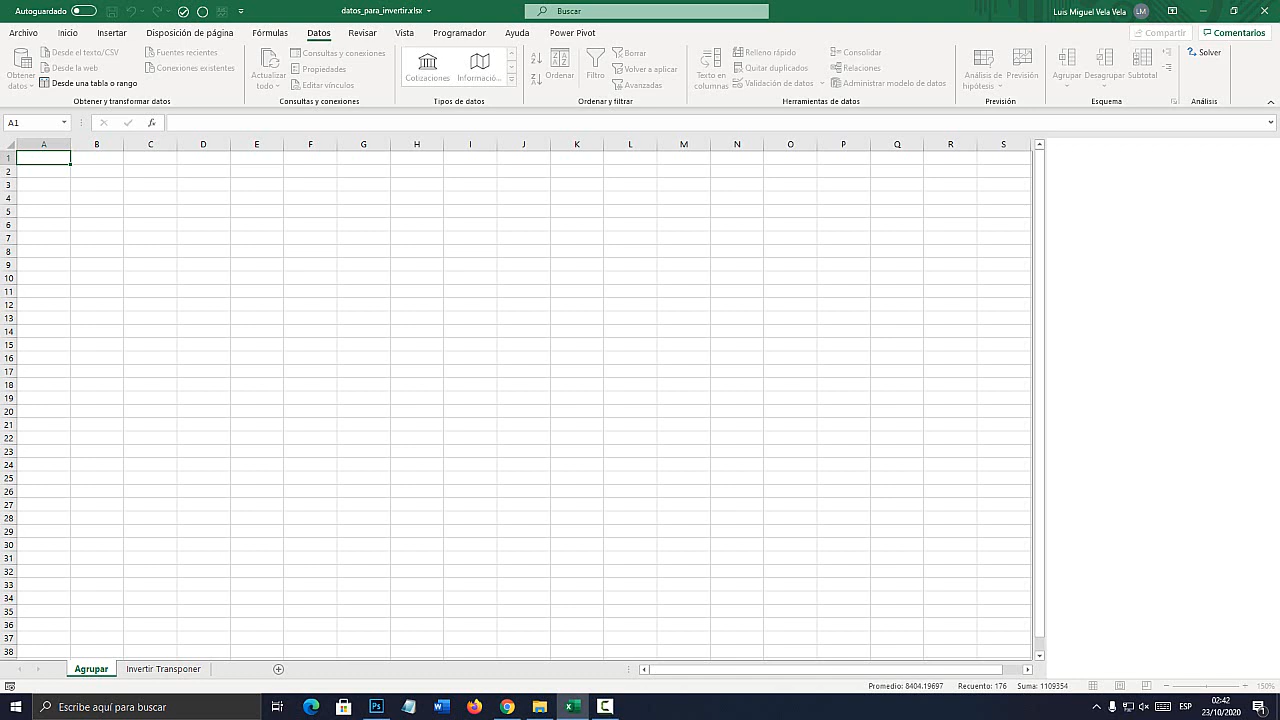 Autoguardado datos_para_invertir.xlsx Buscar Luis Miguel Vela Vela LM
Archivo Inicio Insertar Disposición de página Fórmulas Datos Revisar Vista Programador Ayuda Power Pivot Compartir Comentarios
Obtener datos
Desde el texto/CSV
Desde la web
Desde una tabla o rango
Fuentes recientes
Conexiones existentes
Obtener y transformar datos
Actualizar todo
Consultas y conexiones
Propiedades
Editar vínculos
Consultas y conexiones
Cotizaciones Informació...
Tipos de datos
Ordenar
Filtro
Borrar
Volver a aplicar
Avanzadas
Ordenar y filtrar
Texto en columnas
Relleno rápido
Quitar duplicados
Validación de datos
Consolidar
Relaciones
Administrar modelo de datos
Herramientas de datos
Análisis de hipótesis
Previsión
Previsión
Agrupar Desagrupar Subtotal
Esquema
Solver
Análisis
A1 fx
A B C D E F G H I J K L M N O P Q R S
1
2
3
4
5
6
7
8
9
10
11
12
13
14
15
16
17
18
19
20
21
22
23
24
25
26
27
28
29
30
31
32
33
34
35
36
37
38
Agrupar Invertir Transponer
Promedio: 8404.19697 Recuento: 176 Suma: 1109354 150%
Escribe aquí para buscar
ESP
02:42
23/10/2020